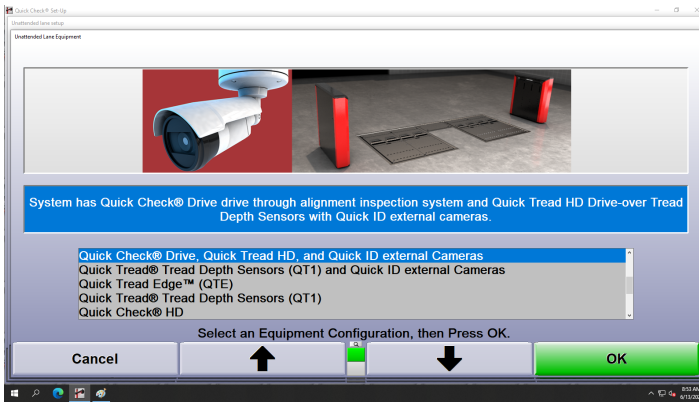 Quick Check® Set-Up
Unattended lane setup
Unattended Lane Equipment
System has Quick Check® Drive drive through alignment inspection system and Quick Tread HD Drive-over Tread
Depth Sensors with Quick ID external cameras.
Quick Check® Drive, Quick Tread HD, and Quick ID external Cameras
Quick Tread® Tread Depth Sensors (QT1) and Quick ID external Cameras
Quick Tread Edge™ (QTE)
Quick Tread® Tread Depth Sensors (QT1)
Quick Check® HD
Select an Equipment Configuration, then Press OK.
Cancel
OK
8:53 AM